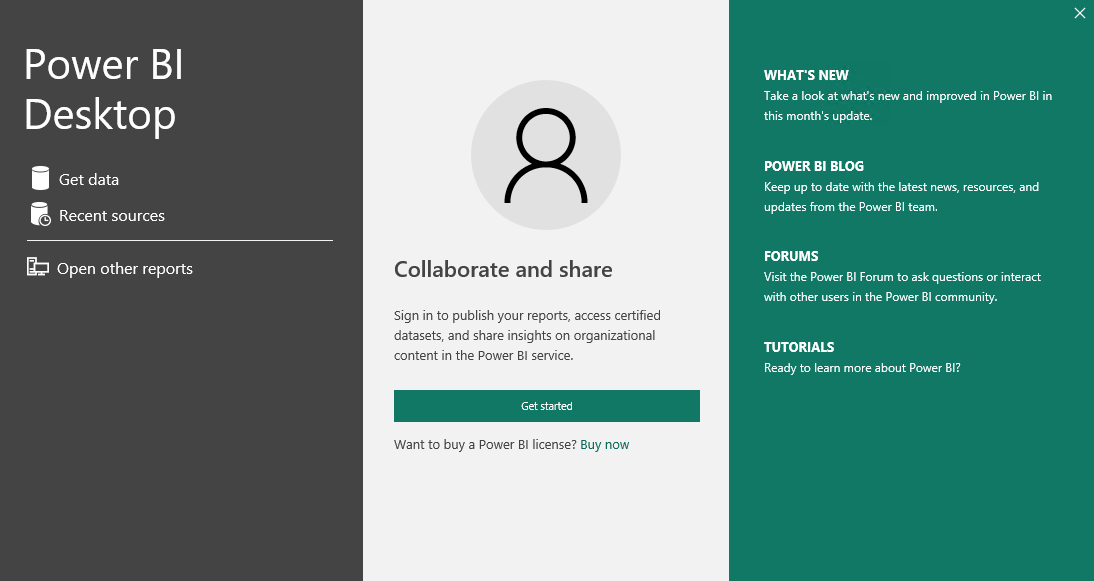 Power BI
Desktop
Get data
Recent sources
Open other reports
Collaborate and share
Sign in to publish your reports, access certified
datasets, and share insights on organizational
content in the Power BI service.
Get started
Want to buy a Power BI license? Buy now
WHAT'S NEW
Take a look at what's new and improved in Power BI in
this month's update.
POWER BI BLOG
Keep up to date with the latest news, resources, and
updates from the Power BI team.
FORUMS
Visit the Power BI Forum to ask questions or interact
with other users in the Power BI community.
TUTORIALS
Ready to learn more about Power BI?